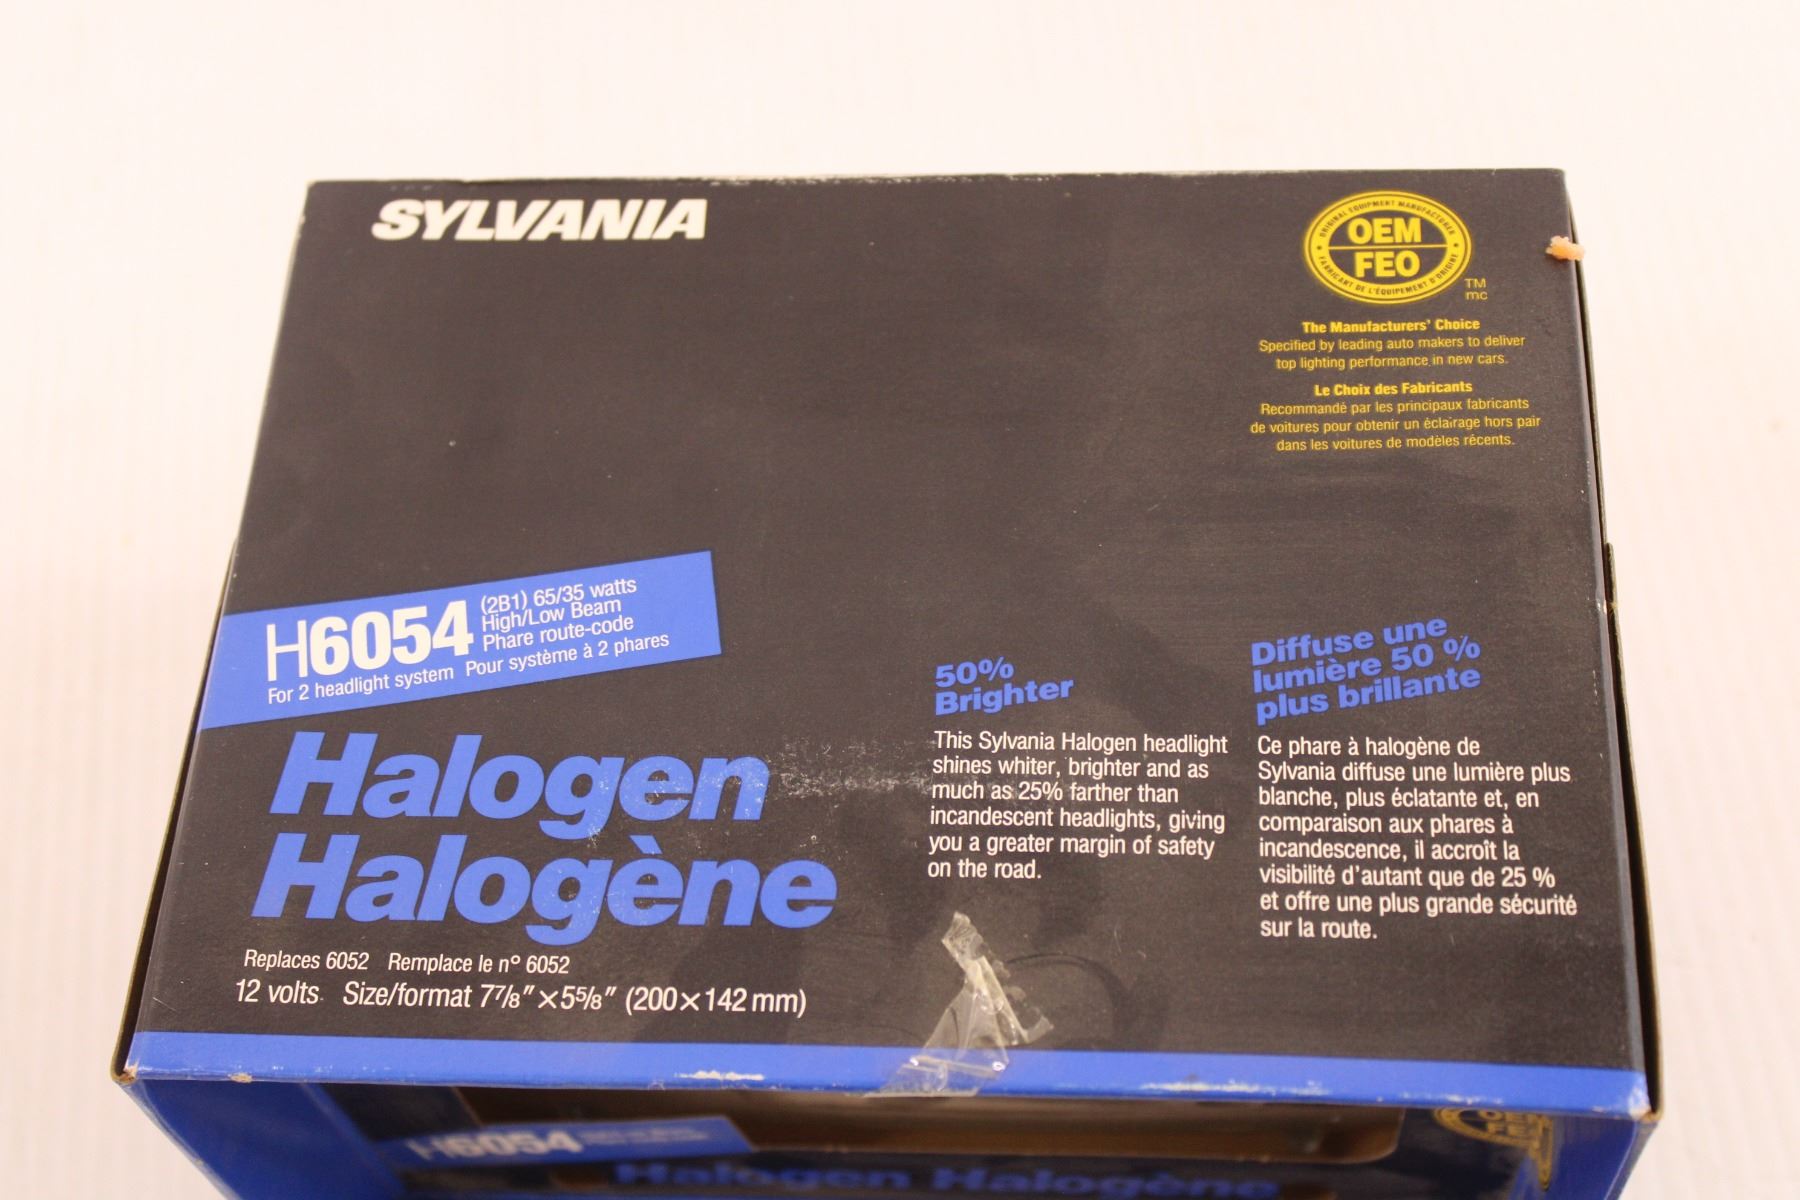 SYLVANIA
ORIGINAL EQUIPMENT MANUFACTURER
OEM
FEO
FABRICANT DE L'ÉQUIPEMENT D'ORIGINE
TM
mc
The Manufacturers' Choice
Specified by leading auto makers to deliver
top lighting performance in new cars.
Le Choix des Fabricants
Recommandé par les principaux fabricants
de voitures pour obtenir un éclairage hors pair
dans les voitures de modèles récents.
H6054
(2B1) 65/35 watts
High/Low Beam
Phare route-code
For 2 headlight system Pour système à 2 phares
Halogen
Halogène
Replaces 6052 Remplace le nº 6052
12 volts Size/format 7 7/8" × 5 5/8" (200 × 142 mm)
50%
Brighter
This Sylvania Halogen headlight
shines whiter, brighter and as
much as 25% farther than
incandescent headlights, giving
you a greater margin of safety
on the road.
Diffuse une
lumière 50 %
plus brillante
Ce phare à halogène de
Sylvania diffuse une lumière plus
blanche, plus éclatante et, en
comparaison aux phares à
incandescence, il accroît la
visibilité d'autant que de 25 %
et offre une plus grande sécurité
sur la route.
H6054
OEM
Halogen Halogène